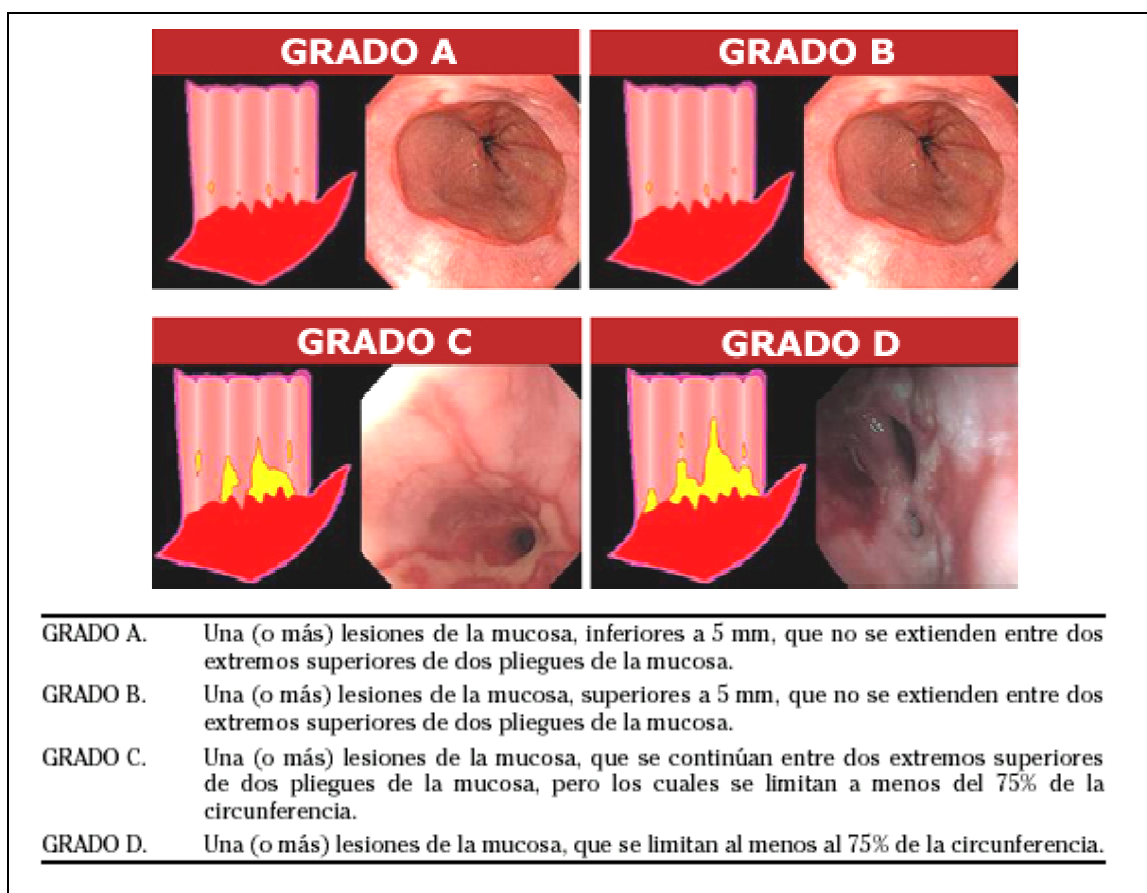 GRADO A
GRADO B
GRADO C
GRADO D
GRADO A. Una (o más) lesiones de la mucosa, inferiores a 5 mm, que no se extienden entre dos
extremos superiores de dos pliegues de la mucosa.
GRADO B. Una (o más) lesiones de la mucosa, superiores a 5 mm, que no se extienden entre dos
extremos superiores de dos pliegues de la mucosa.
GRADO C. Una (o más) lesiones de la mucosa, que se continúan entre dos extremos superiores
de dos pliegues de la mucosa, pero los cuales se limitan a menos del 75% de la
circunferencia.
GRADO D. Una (o más) lesiones de la mucosa, que se limitan al menos al 75% de la circunferencia.